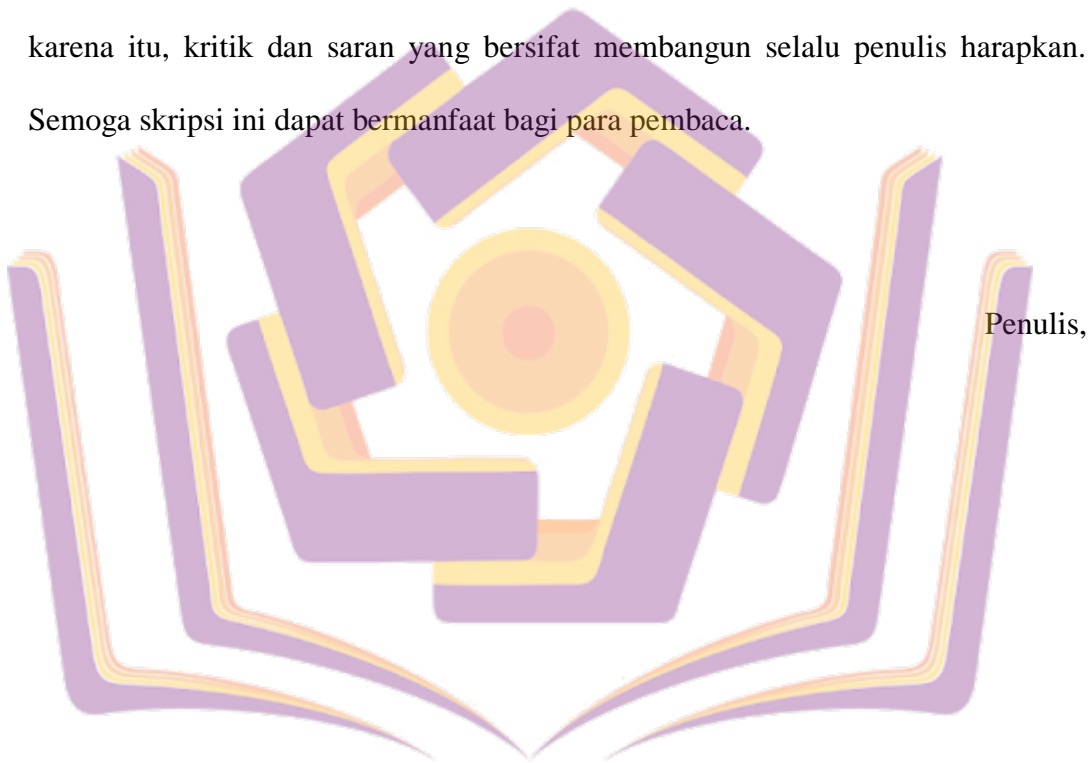 karena itu, kritik dan saran yang bersifat membangun selalu penulis harapkan.
Semoga skripsi ini dapat bermanfaat bagi para pembaca.
Penulis,